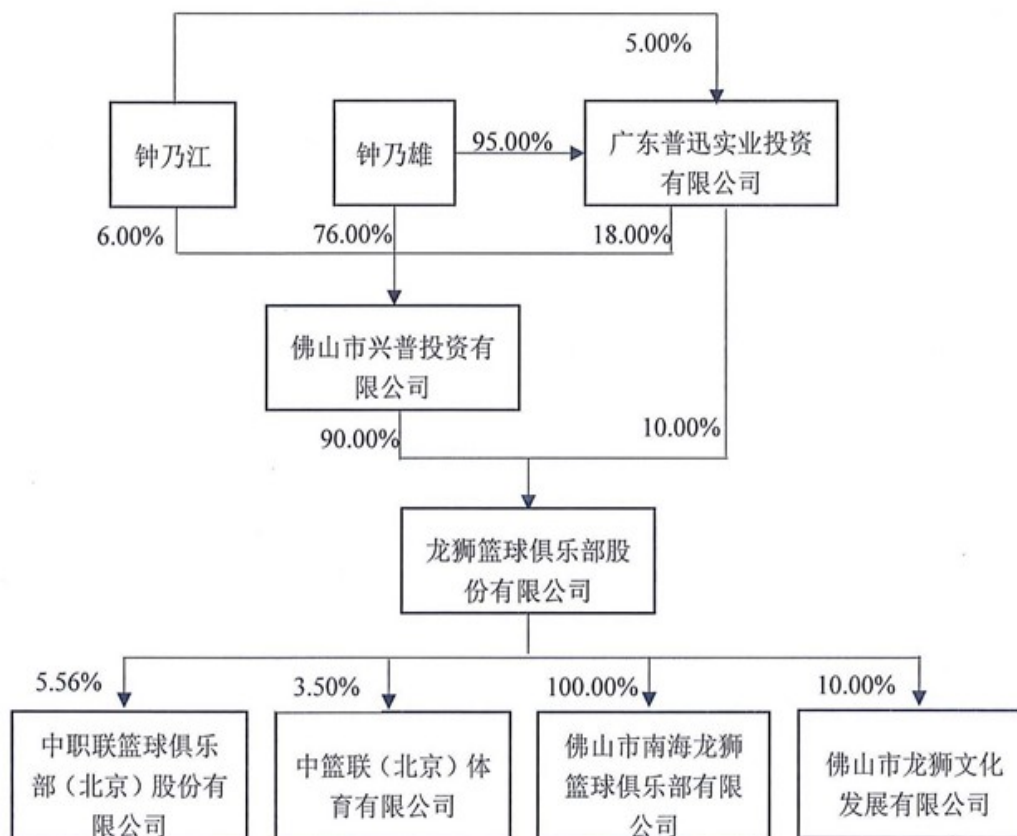 5.00%
钟乃江
钟乃雄
95.00%
广东普迅实业投资
有限公司
6.00%
76.00%
18.00%
佛山市兴普投资有
限公司
90.00%
10.00%
龙狮篮球俱乐部股
份有限公司
5.56%
3.50%
100.00%
10.00%
中职联篮球俱乐
部（北京）股份有
限公司
中篮联（北京）体
育有限公司
佛山市南海龙狮
篮球俱乐部有限
公司
佛山市龙狮文化
发展有限公司